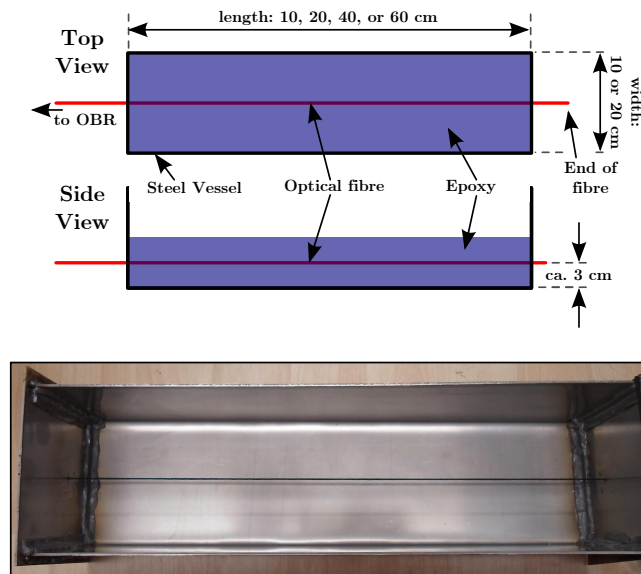 length: 10, 20, 40, or 60 cm
Top
View
width:
10 or 20 cm
to OBR
Steel Vessel
Optical fibre
Epoxy
End of
fibre
Side
View
ca. 3 cm